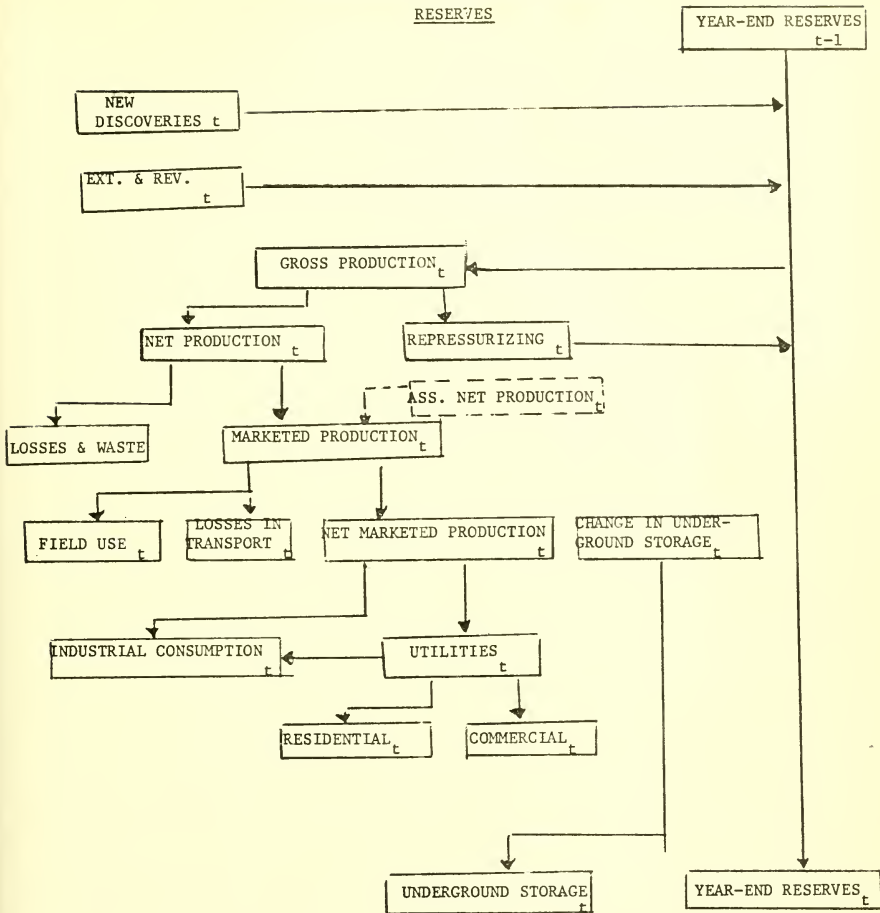 RESERVES
YEAR-END RESERVES
t-1
NEW
DISCOVERIES t
EXT. & REV.
t
GROSS PRODUCTION t
NET PRODUCTION t
REPRESSURIZING t
ASS. NET PRODUCTION t
LOSSES & WASTE
MARKETED PRODUCTION t
FIELD USE t
LOSSES IN
TRANSPORT t
NET MARKETED PRODUCTION
t
CHANGE IN UNDER-
GROUND STORAGE t
INDUSTRIAL CONSUMPTION
t
UTILITIES
t
RESIDENTIAL t
COMMERCIAL t
UNDERGROUND STORAGE
t
YEAR-END RESERVES t